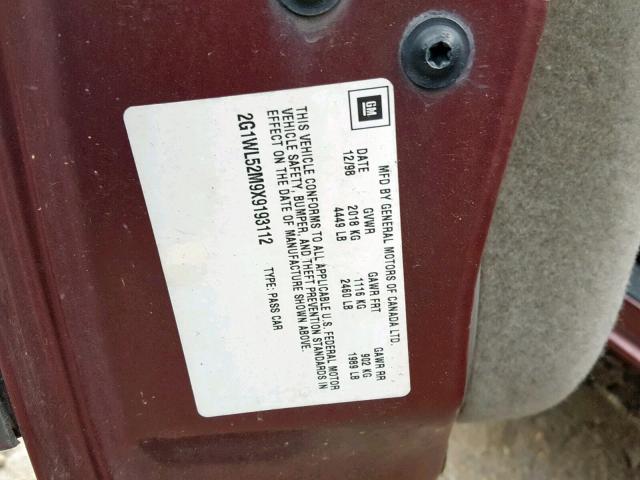 GM
MFD BY GENERAL MOTORS OF CANADA LTD.
DATE GVWR GAWR FRT GAWR RR
12/98 2018 KG 1116 KG 902 KG
4449 LB 2460 LB 1989 LB
THIS VEHICLE CONFORMS TO ALL APPLICABLE U.S. FEDERAL MOTOR
VEHICLE SAFETY, BUMPER, AND THEFT PREVENTION STANDARDS IN
EFFECT ON THE DATE OF MANUFACTURE SHOWN ABOVE.
2G1WL52M9X9193112 TYPE: PASS CAR